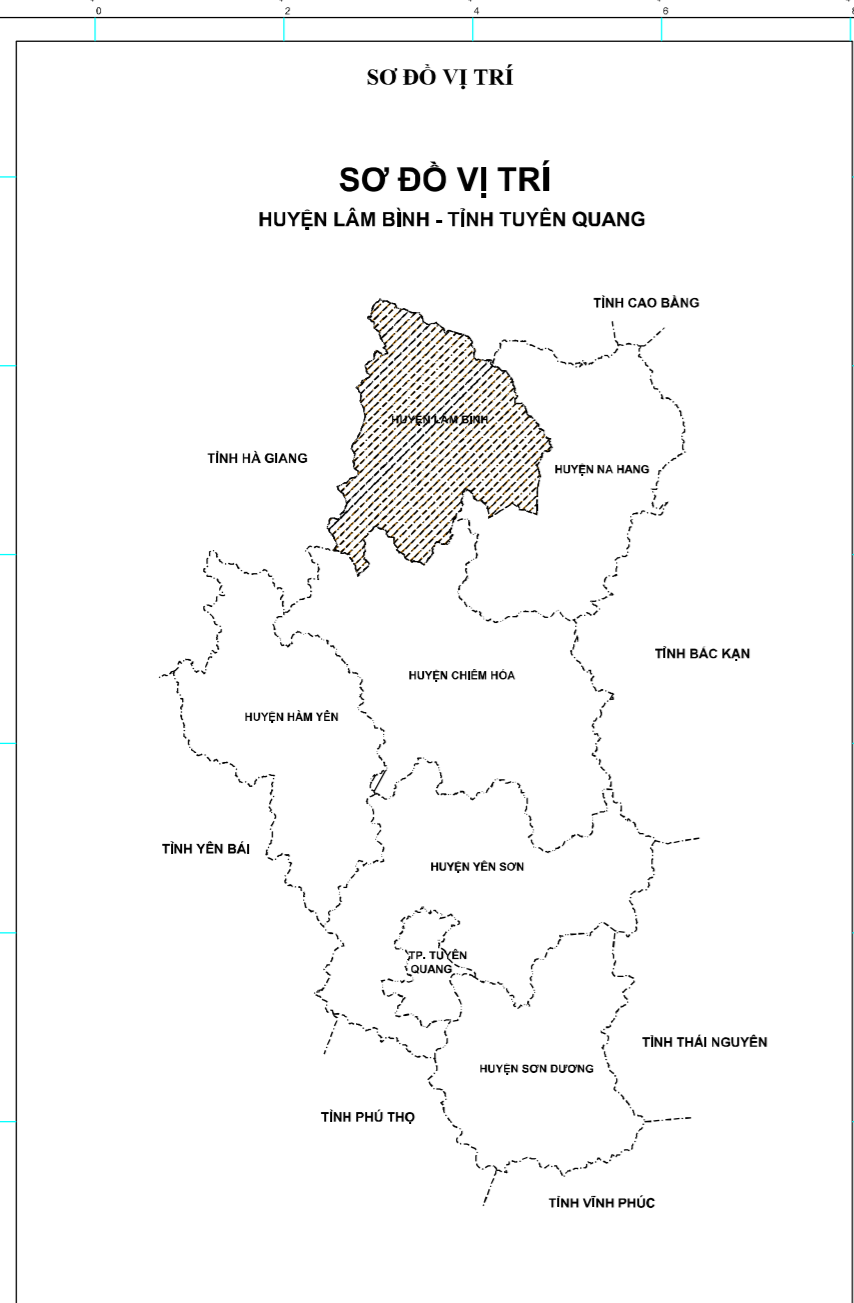 0 2 4 6 8
SƠ ĐỒ VỊ TRÍ
SƠ ĐỒ VỊ TRÍ
HUYỆN LÂM BÌNH - TỈNH TUYÊN QUANG
TỈNH CAO BẰNG
HUYỆN LÂM BÌNH
TỈNH HÀ GIANG
HUYỆN NA HANG
TỈNH BẮC KẠN
HUYỆN CHIÊM HÓA
HUYỆN HÀM YÊN
TỈNH YÊN BÁI
HUYỆN YÊN SƠN
TP. TUYÊN
QUANG
TỈNH THÁI NGUYÊN
HUYỆN SƠN DƯƠNG
TỈNH PHÚ THỌ
TỈNH VĨNH PHÚC